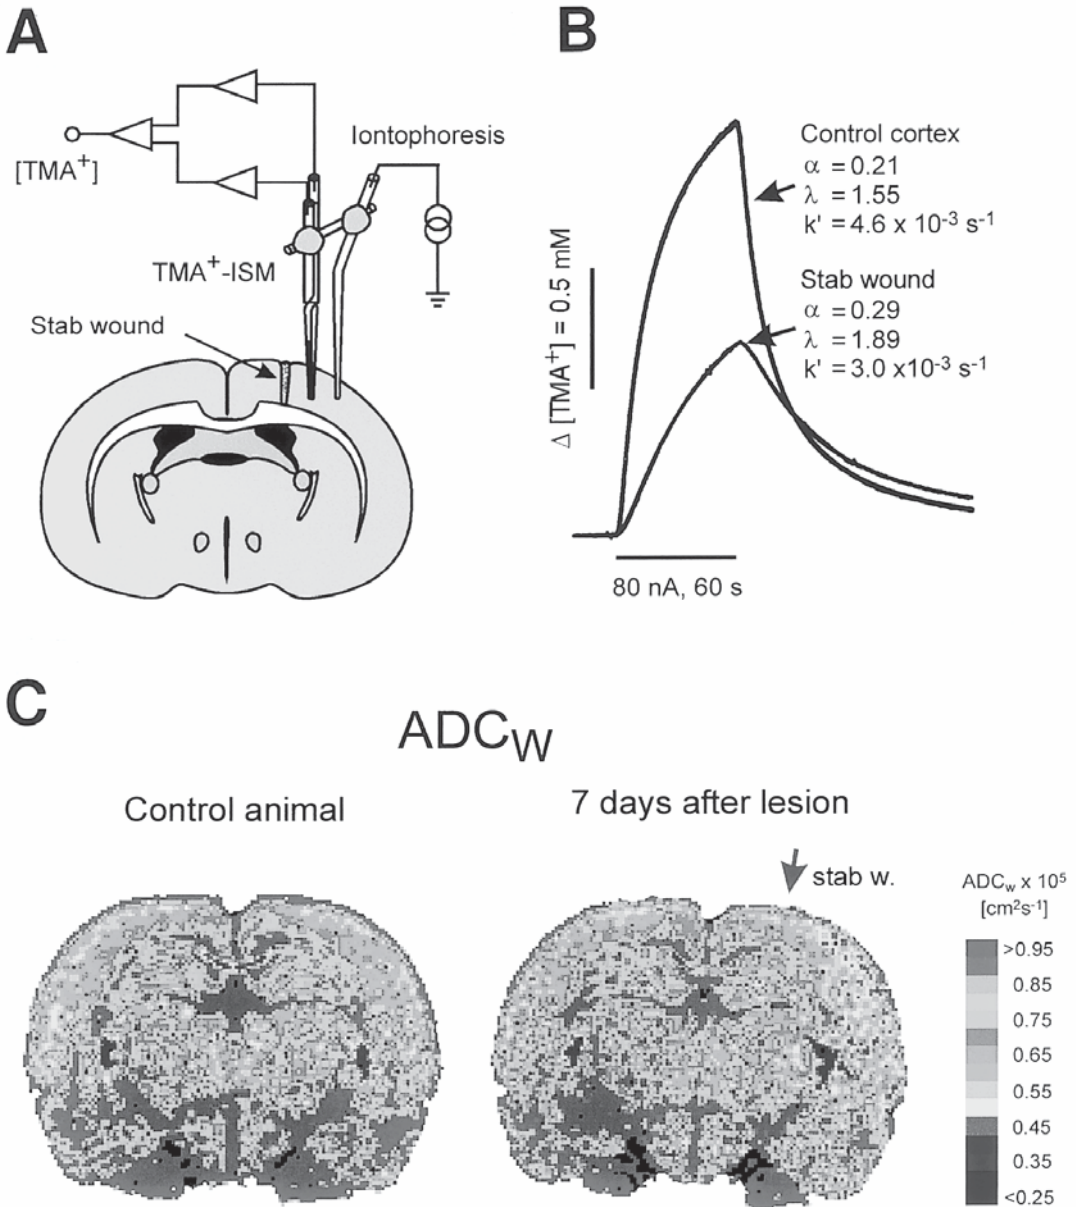 A
[TMA+]
Iontophoresis
TMA+-ISM
Stab wound
B
Δ [TMA+] = 0.5 mM
Control cortex
α = 0.21
λ = 1.55
k' = 4.6 x 10-3 s-1
Stab wound
α = 0.29
λ = 1.89
k' = 3.0 x10-3 s-1
80 nA, 60 s
C
ADCW
Control animal
7 days after lesion
stab w.
ADCw x 105
[cm2s-1]
>0.95
0.85
0.75
0.65
0.55
0.45
0.35
<0.25